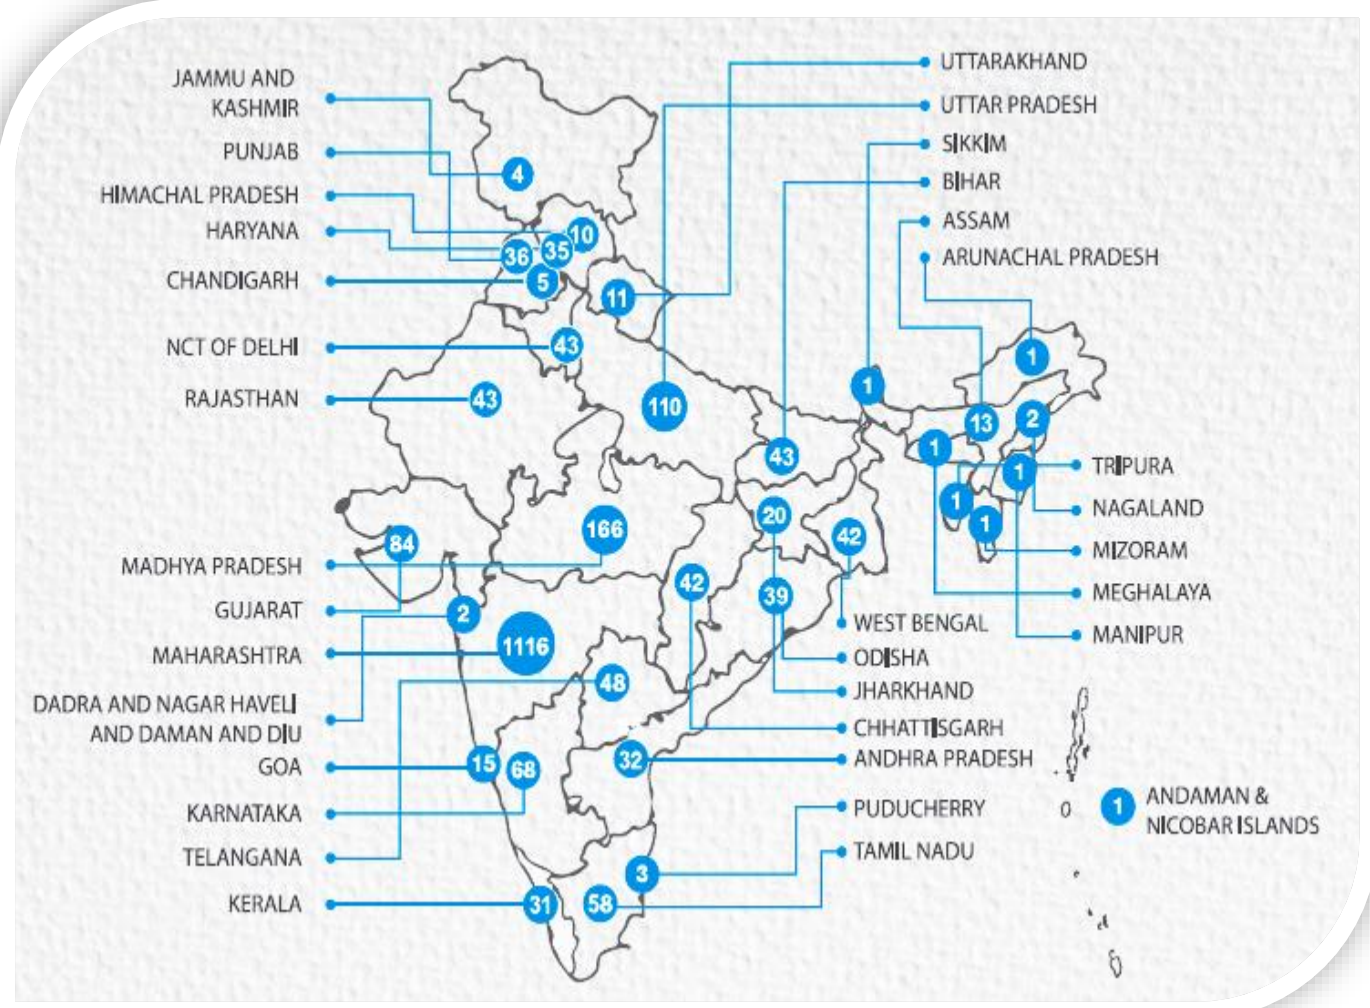 JAMMU AND
KASHMIR
PUNJAB
HIMACHAL PRADESH
HARYANA
CHANDIGARH
NCT OF DELHI
RAJASTHAN
MADHYA PRADESH
GUJARAT
MAHARASHTRA
DADRA AND NAGAR HAVELI
AND DAMAN AND DIU
GOA
KARNATAKA
TELANGANA
KERALA
4
10
35
36
5
11
43
43
110
43
1
1
13
2
1
1
1
1
166
20
42
84
42
39
2
1116
48
15
68
32
3
31
58
UTTARAKHAND
UTTAR PRADESH
SIKKIM
BIHAR
ASSAM
ARUNACHAL PRADESH
TRIPURA
NAGALAND
MIZORAM
MEGHALAYA
MANIPUR
WEST BENGAL
ODISHA
JHARKHAND
CHHATTISGARH
ANDHRA PRADESH
PUDUCHERRY
TAMIL NADU
1
ANDAMAN &
NICOBAR ISLANDS